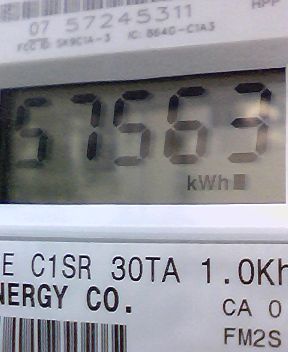 HPP
07 57245311
FCC ID: SK9C1A-3 IC: 864G-C1A3
57563
kWh
E C1SR 30TA 1.0Kh
NERGY CO.
CA 0
FM2S